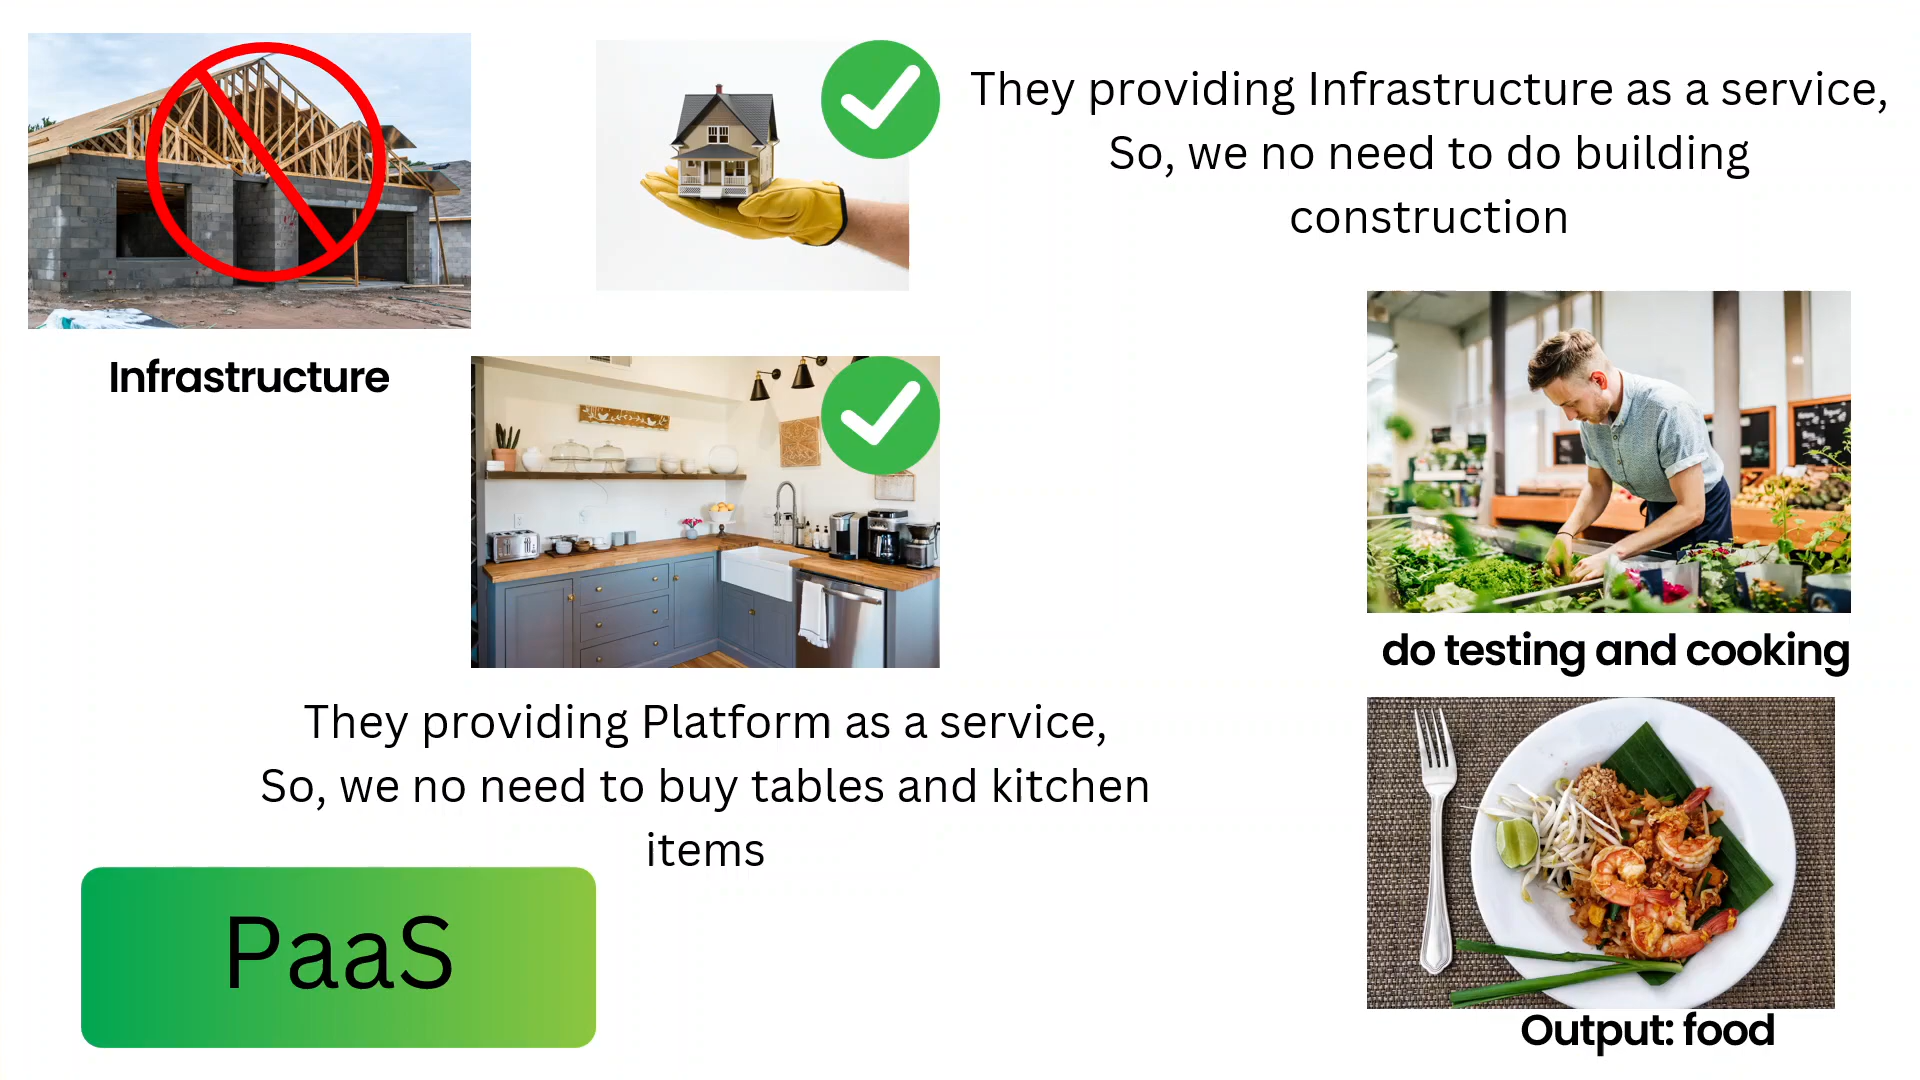 They providing Infrastructure as a service,
So, we no need to do building
construction
Infrastructure
do testing and cooking
They providing Platform as a service,
So, we no need to buy tables and kitchen
items
PaaS
Output: food